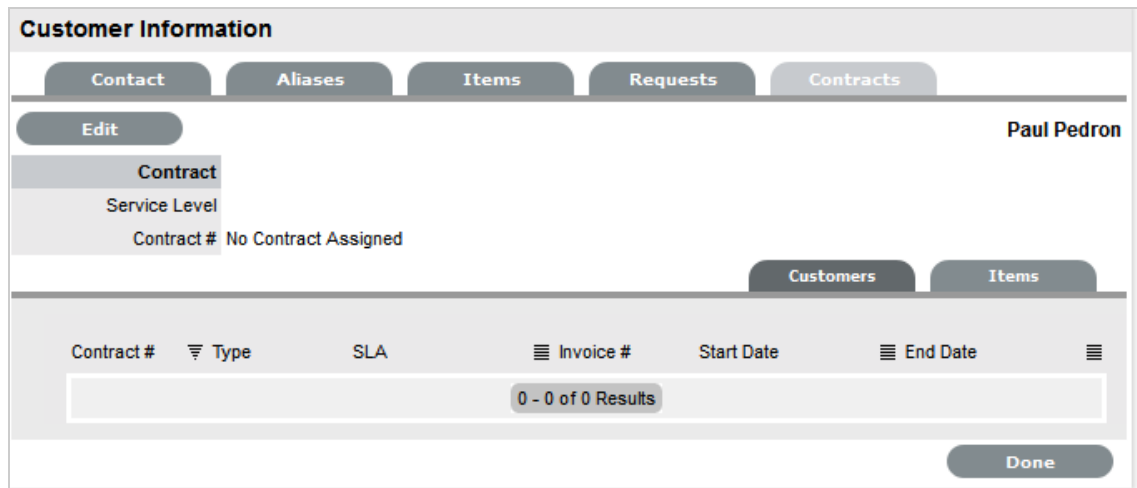 Customer Information
Contact Aliases Items Requests Contracts
Edit Paul Pedron
Contract
Service Level
Contract # No Contract Assigned
Customers Items
Contract # Type SLA Invoice # Start Date End Date
0 - 0 of 0 Results
Done